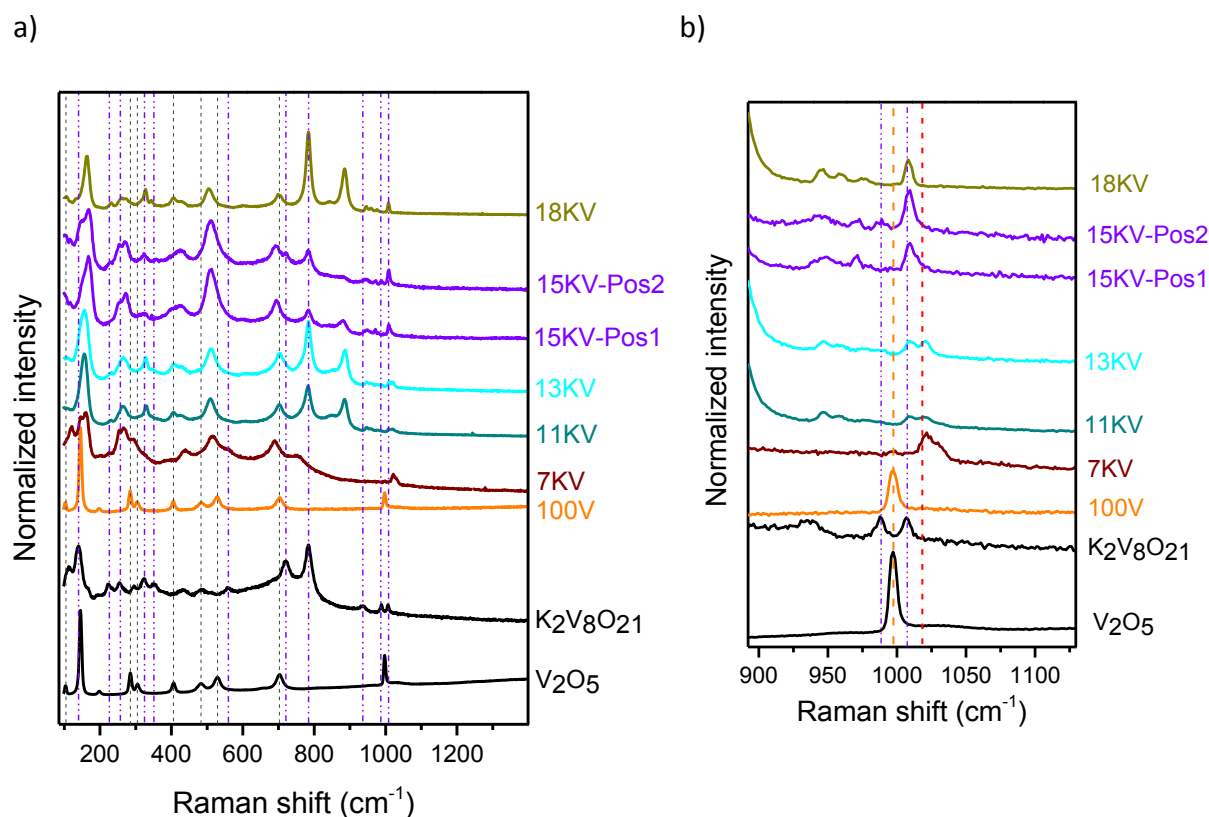 a)
Normalized intensity
18KV
15KV-Pos2
15KV-Pos1
13KV
11KV
7KV
100V
K2V8O21
V2O5
200 400 600 800 1000 1200
Raman shift (cm-1)
b)
Normalized intensity
18KV
15KV-Pos2
15KV-Pos1
13KV
11KV
7KV
100V
K2V8O21
V2O5
900 950 1000 1050 1100
Raman shift (cm-1)